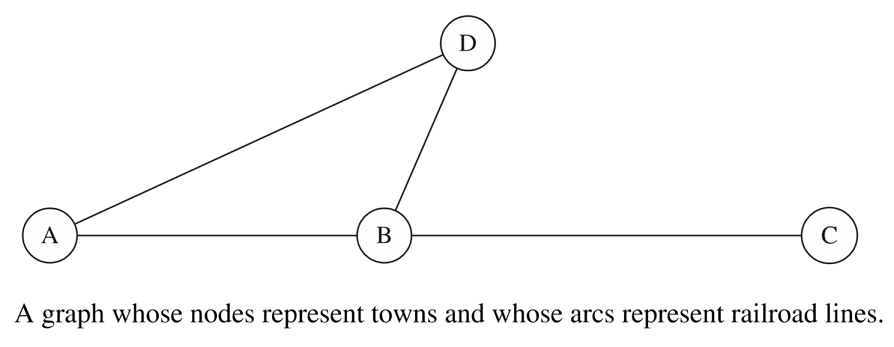 D
A
B
C
A graph whose nodes represent towns and whose arcs represent railroad lines.